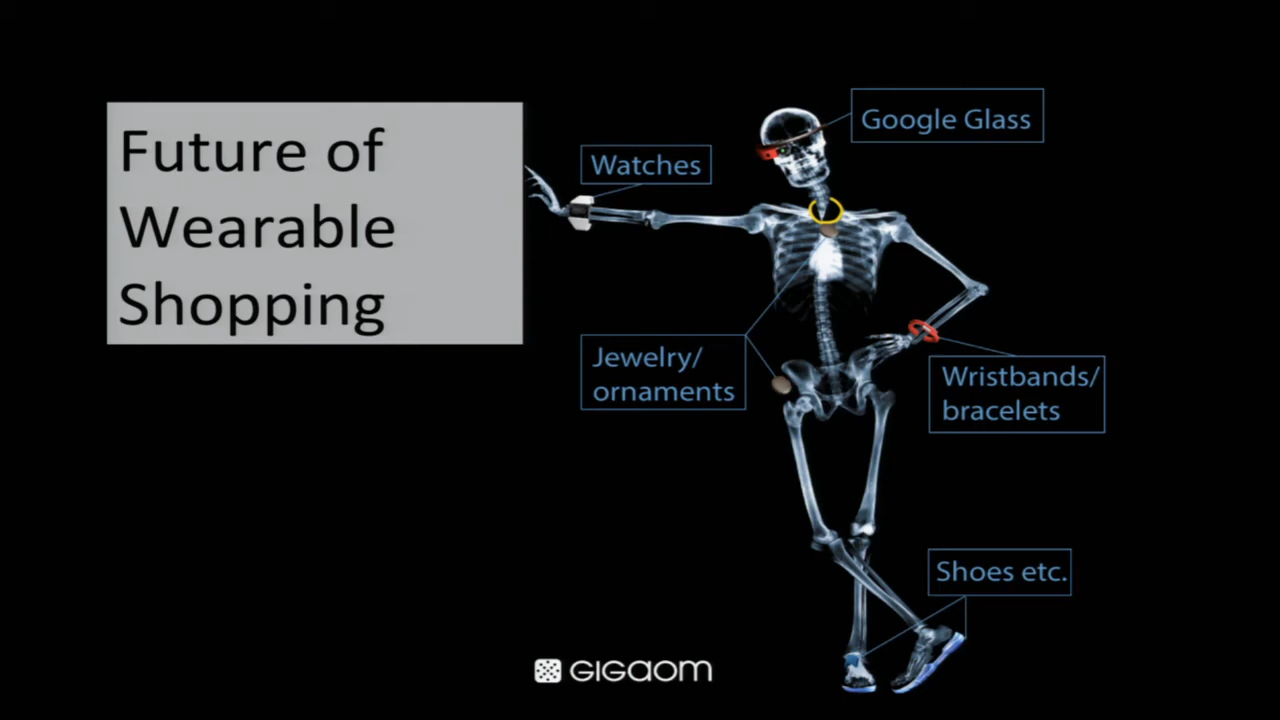 Future of
Wearable
Shopping
Google Glass
Watches
Jewelry/
ornaments
Wristbands/
bracelets
Shoes etc.
GIGAOM